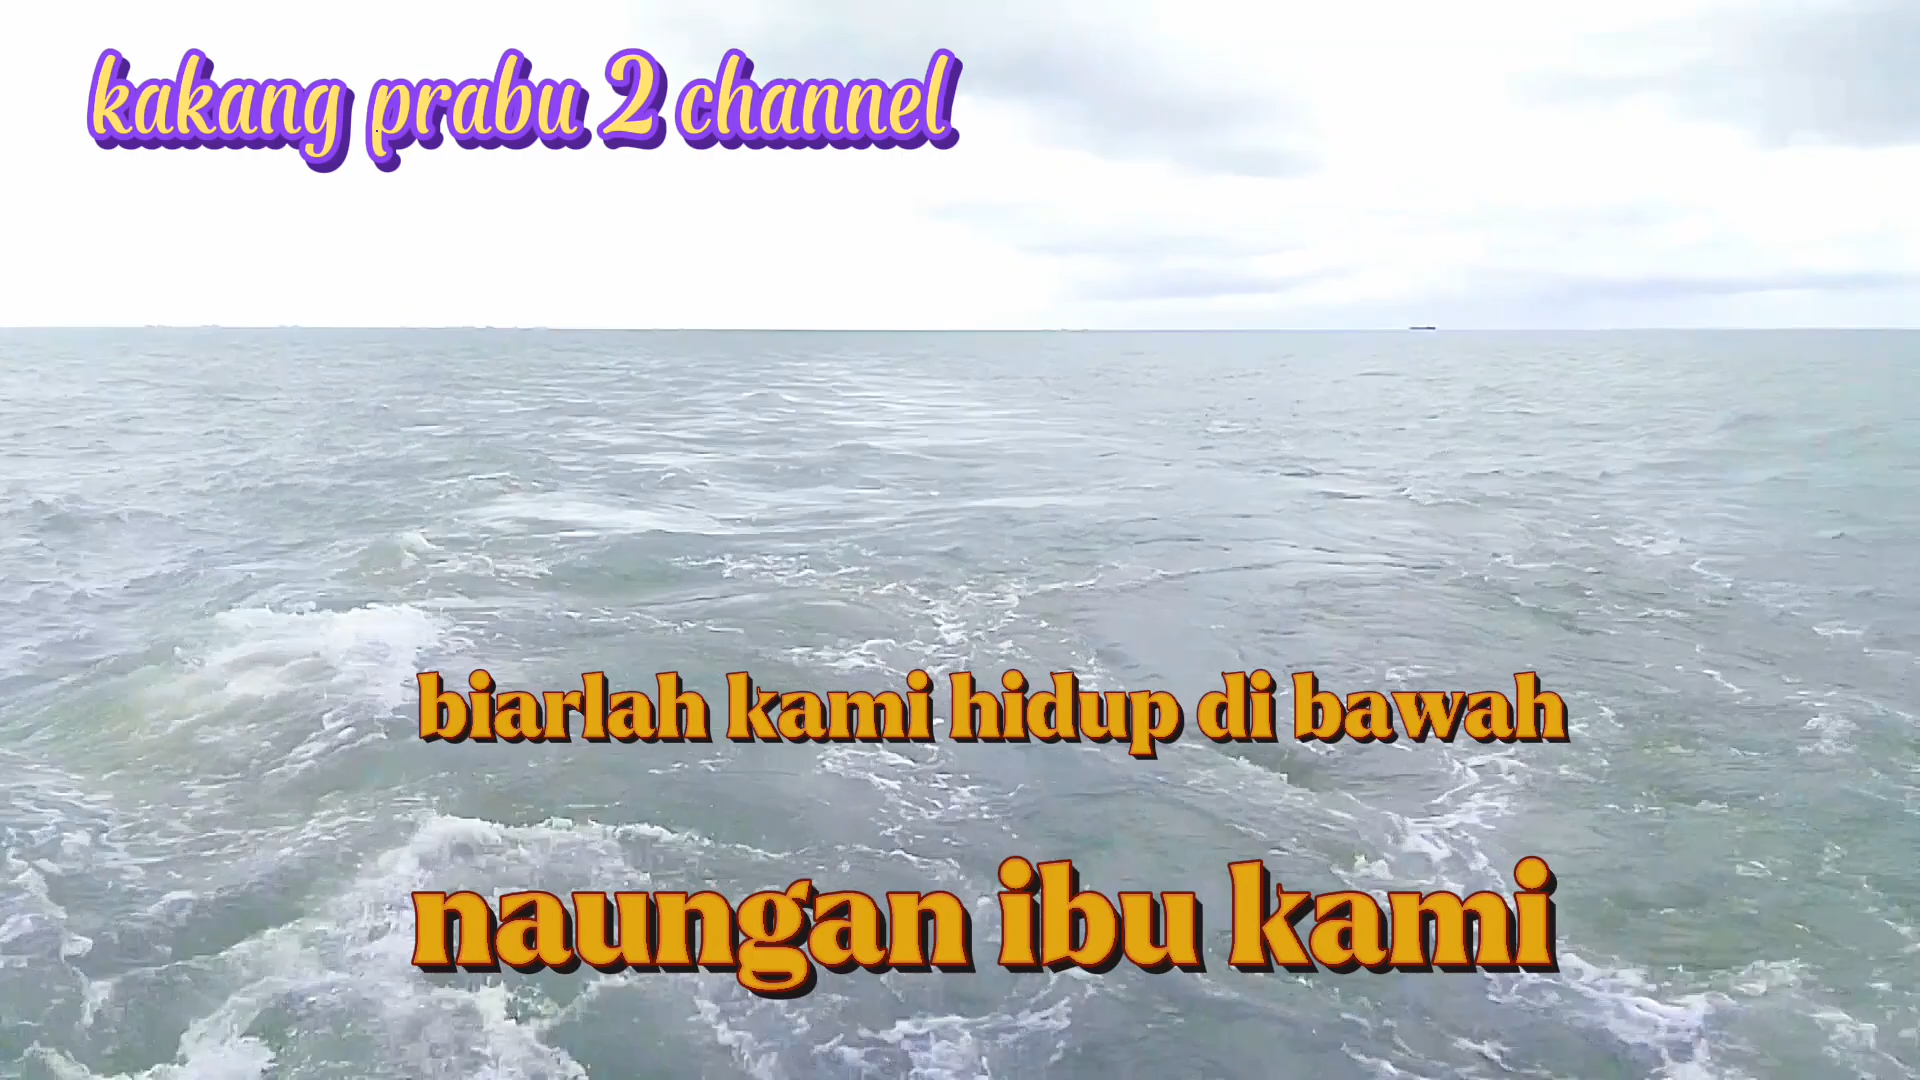 kakang prabu 2 channel
biarlah kami hidup di bawah
naungan ibu kami